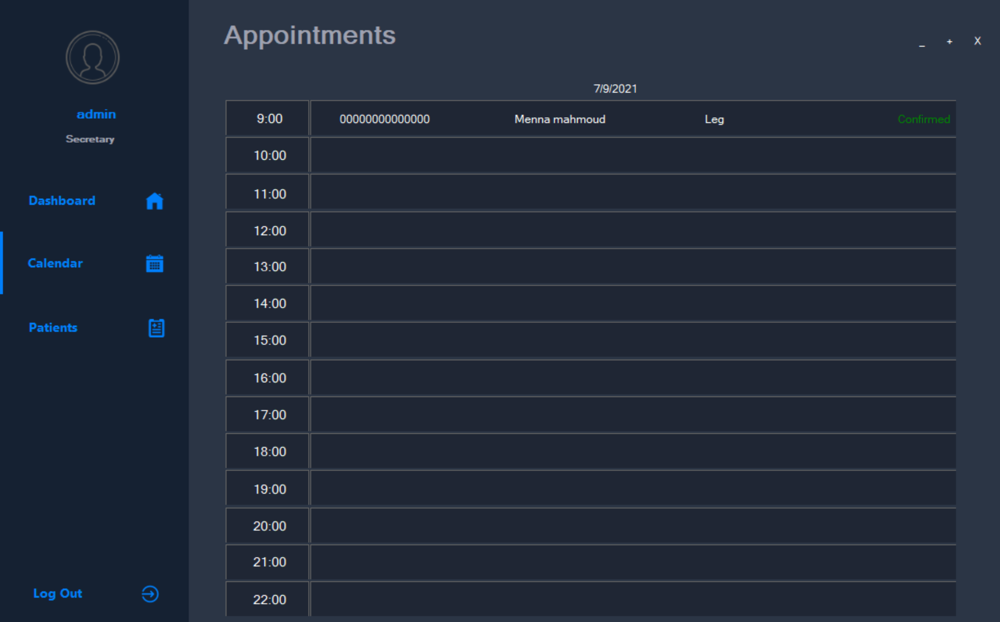 admin
Secretary
Dashboard
Calendar
Patients
Log Out
Appointments
_ + X
7/9/2021
9:00 00000000000000 Menna mahmoud Leg Confirmed
10:00
11:00
12:00
13:00
14:00
15:00
16:00
17:00
18:00
19:00
20:00
21:00
22:00